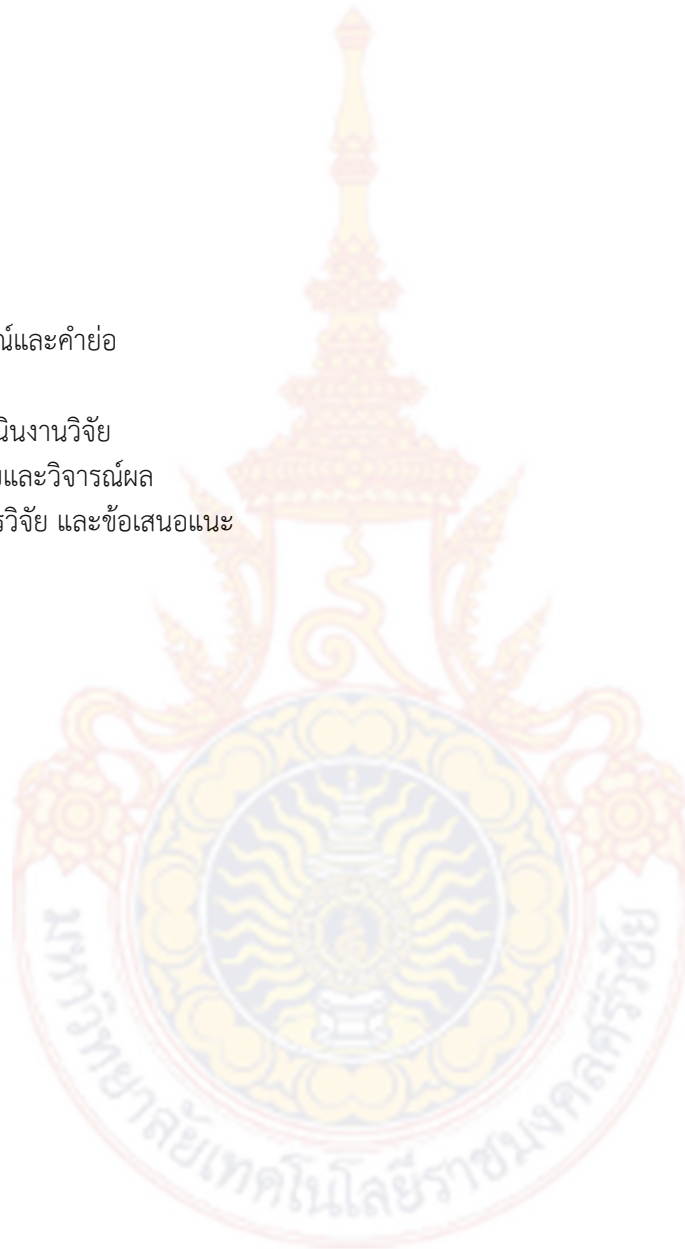 ณ์และคำย่อ
นินงานวิจัย
และวิจารณ์ผล
รวิจัย และข้อเสนอแนะ
มหาวิทยาลัยเทคโนโลยีราชมงคลศรีวิชัย